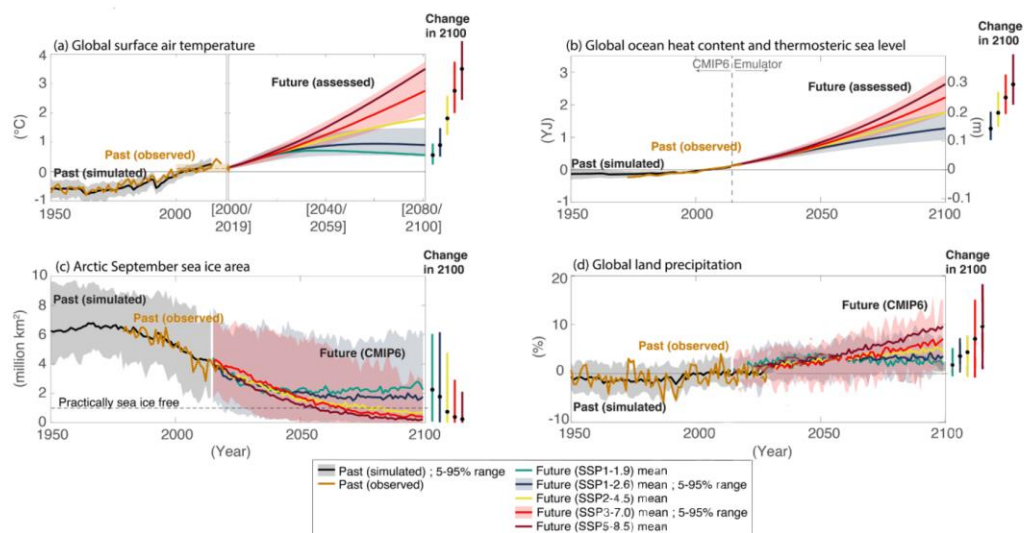 Change
in 2100
(a) Global surface air temperature
4
3
2
1
0
-1
(°C)
Future (assessed)
Past (observed)
Past (simulated)
1950
2000
[2000/
2019]
[2040/
2059]
[2080/
2100]
Change
in 2100
(b) Global ocean heat content and thermosteric sea level
CMIP6 Emulator
3
2
1
0
-1
(YJ)
0.3
0.2
0.1
0
-0.1
(m)
Future (assessed)
Past (observed)
Past (simulated)
1950
2000
2050
2100
(c) Arctic September sea ice area
Change
in 2100
10
8
6
4
2
0
(million km²)
Past (simulated)
Past (observed)
Future (CMIP6)
Practically sea ice free
1950
2000
2050
2100
(Year)
(d) Global land precipitation
Change
in 2100
20
10
0
-10
(%)
Future (CMIP6)
Past (observed)
Past (simulated)
1950
2000
2050
2100
(Year)
Past (simulated) ; 5-95% range
Past (observed)
Future (SSP1-1.9) mean
Future (SSP1-2.6) mean ; 5-95% range
Future (SSP2-4.5) mean
Future (SSP3-7.0) mean ; 5-95% range
Future (SSP5-8.5) mean